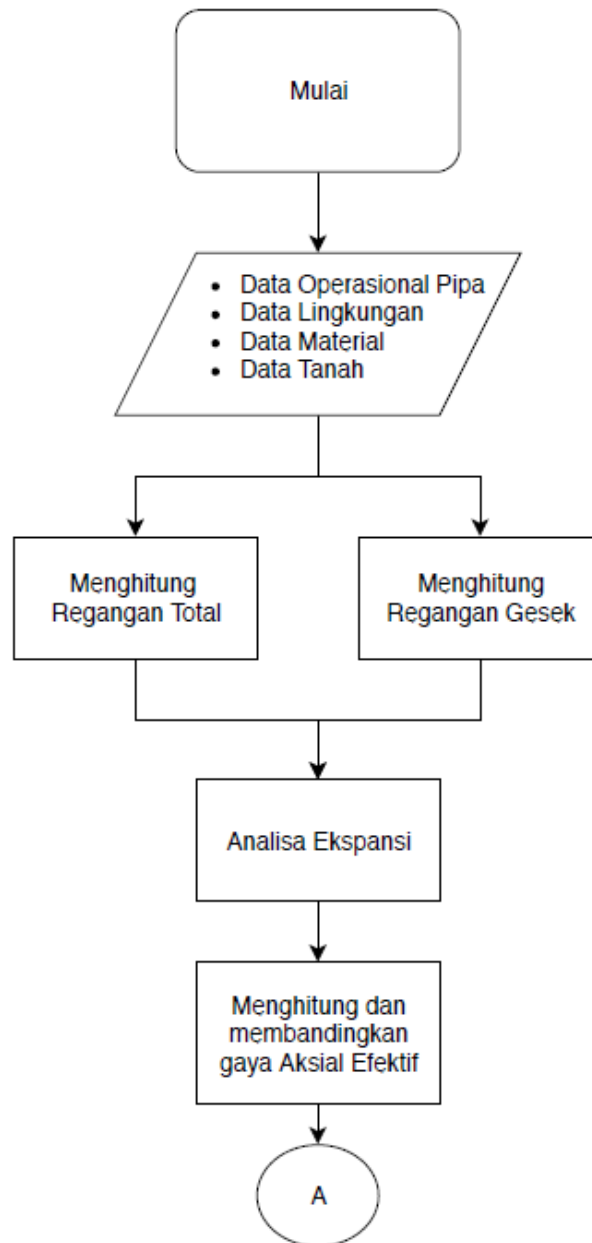 Mulai
• Data Operasional Pipa
• Data Lingkungan
• Data Material
• Data Tanah
Menghitung
Regangan Total
Menghitung
Regangan Gesek
Analisa Ekspansi
Menghitung dan
membandingkan
gaya Aksial Efektif
A